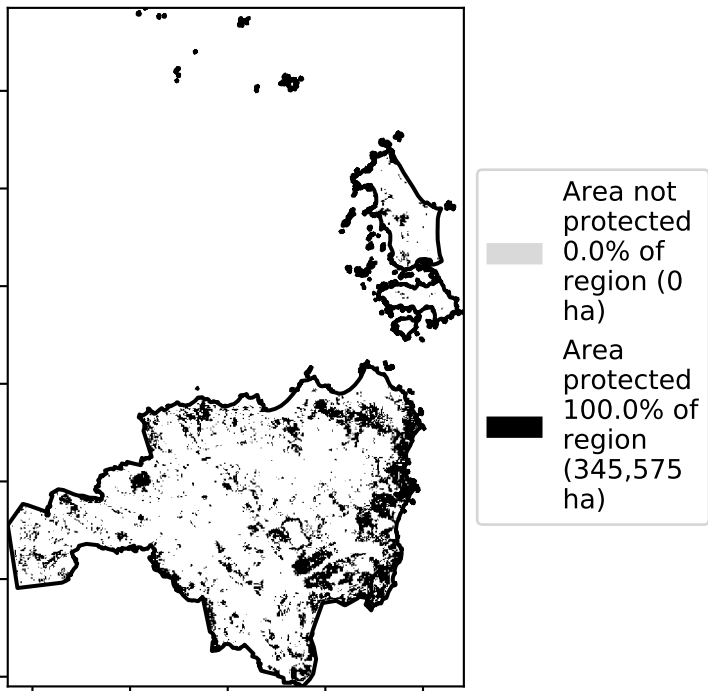 Area not
protected
0.0% of
region (0
ha)
Area
protected
100.0% of
region
(345,575
ha)